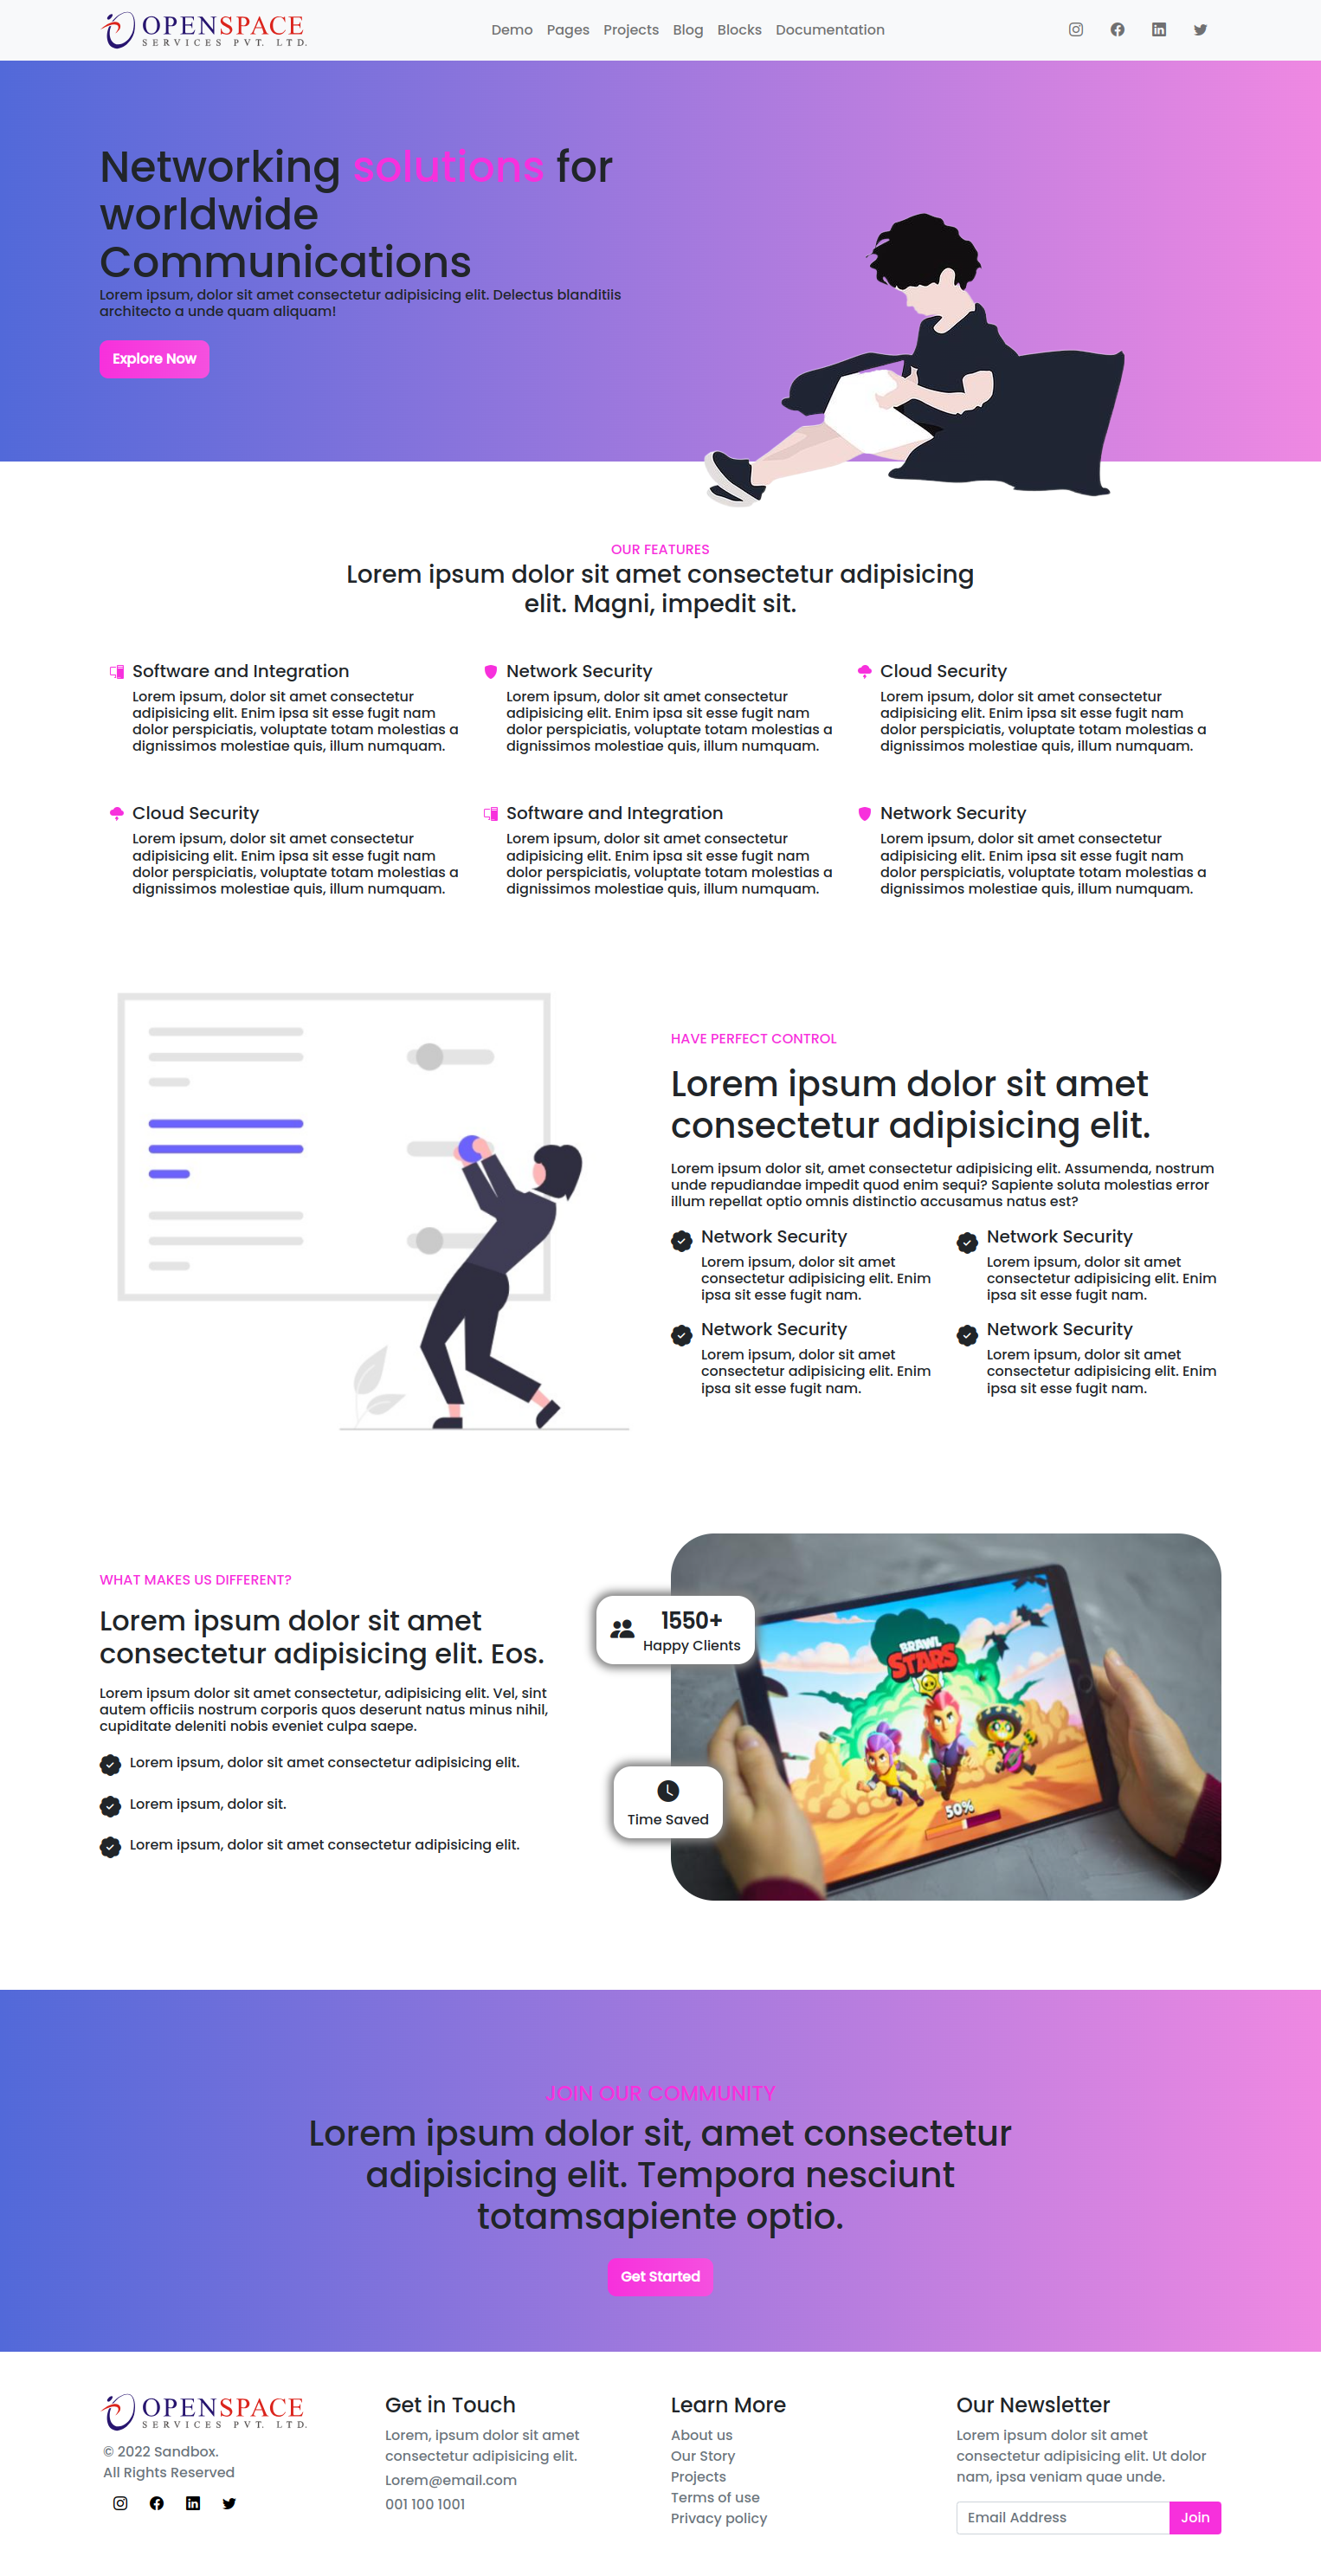 OPENSPACE
SERVICES PVT. LTD.
Demo Pages Projects Blog Blocks Documentation
Networking solutions for
worldwide
Communications
Lorem ipsum, dolor sit amet consectetur adipisicing elit. Delectus blanditiis
architecto a unde quam aliquam!
Explore Now
OUR FEATURES
Lorem ipsum dolor sit amet consectetur adipisicing
elit. Magni, impedit sit.
Software and Integration
Lorem ipsum, dolor sit amet consectetur
adipisicing elit. Enim ipsa sit esse fugit nam
dolor perspiciatis, voluptate totam molestias a
dignissimos molestiae quis, illum numquam.
Network Security
Lorem ipsum, dolor sit amet consectetur
adipisicing elit. Enim ipsa sit esse fugit nam
dolor perspiciatis, voluptate totam molestias a
dignissimos molestiae quis, illum numquam.
Cloud Security
Lorem ipsum, dolor sit amet consectetur
adipisicing elit. Enim ipsa sit esse fugit nam
dolor perspiciatis, voluptate totam molestias a
dignissimos molestiae quis, illum numquam.
Cloud Security
Lorem ipsum, dolor sit amet consectetur
adipisicing elit. Enim ipsa sit esse fugit nam
dolor perspiciatis, voluptate totam molestias a
dignissimos molestiae quis, illum numquam.
Software and Integration
Lorem ipsum, dolor sit amet consectetur
adipisicing elit. Enim ipsa sit esse fugit nam
dolor perspiciatis, voluptate totam molestias a
dignissimos molestiae quis, illum numquam.
Network Security
Lorem ipsum, dolor sit amet consectetur
adipisicing elit. Enim ipsa sit esse fugit nam
dolor perspiciatis, voluptate totam molestias a
dignissimos molestiae quis, illum numquam.
HAVE PERFECT CONTROL
Lorem ipsum dolor sit amet
consectetur adipisicing elit.
Lorem ipsum dolor sit, amet consectetur adipisicing elit. Assumenda, nostrum
unde repudiandae impedit quod enim sequi? Sapiente soluta molestias error
illum repellat optio omnis distinctio accusamus natus est?
Network Security
Lorem ipsum, dolor sit amet
consectetur adipisicing elit. Enim
ipsa sit esse fugit nam.
Network Security
Lorem ipsum, dolor sit amet
consectetur adipisicing elit. Enim
ipsa sit esse fugit nam.
Network Security
Lorem ipsum, dolor sit amet
consectetur adipisicing elit. Enim
ipsa sit esse fugit nam.
Network Security
Lorem ipsum, dolor sit amet
consectetur adipisicing elit. Enim
ipsa sit esse fugit nam.
WHAT MAKES US DIFFERENT?
Lorem ipsum dolor sit amet
consectetur adipisicing elit. Eos.
Lorem ipsum dolor sit amet consectetur, adipisicing elit. Vel, sint
autem officiis nostrum corporis quos deserunt natus minus nihil,
cupiditate deleniti nobis eveniet culpa saepe.
Lorem ipsum, dolor sit amet consectetur adipisicing elit.
Lorem ipsum, dolor sit.
Lorem ipsum, dolor sit amet consectetur adipisicing elit.
1550+
Happy Clients
Time Saved
BRAWL
STARS
50%
JOIN OUR COMMUNITY
Lorem ipsum dolor sit, amet consectetur
adipisicing elit. Tempora nesciunt
totamsapiente optio.
Get Started
OPENSPACE
SERVICES PVT. LTD.
© 2022 Sandbox.
All Rights Reserved
Get in Touch
Lorem, ipsum dolor sit amet
consectetur adipisicing elit.
Lorem@email.com
001 100 1001
Learn More
About us
Our Story
Projects
Terms of use
Privacy policy
Our Newsletter
Lorem ipsum dolor sit amet
consectetur adipisicing elit. Ut dolor
nam, ipsa veniam quae unde.
Email Address
Join